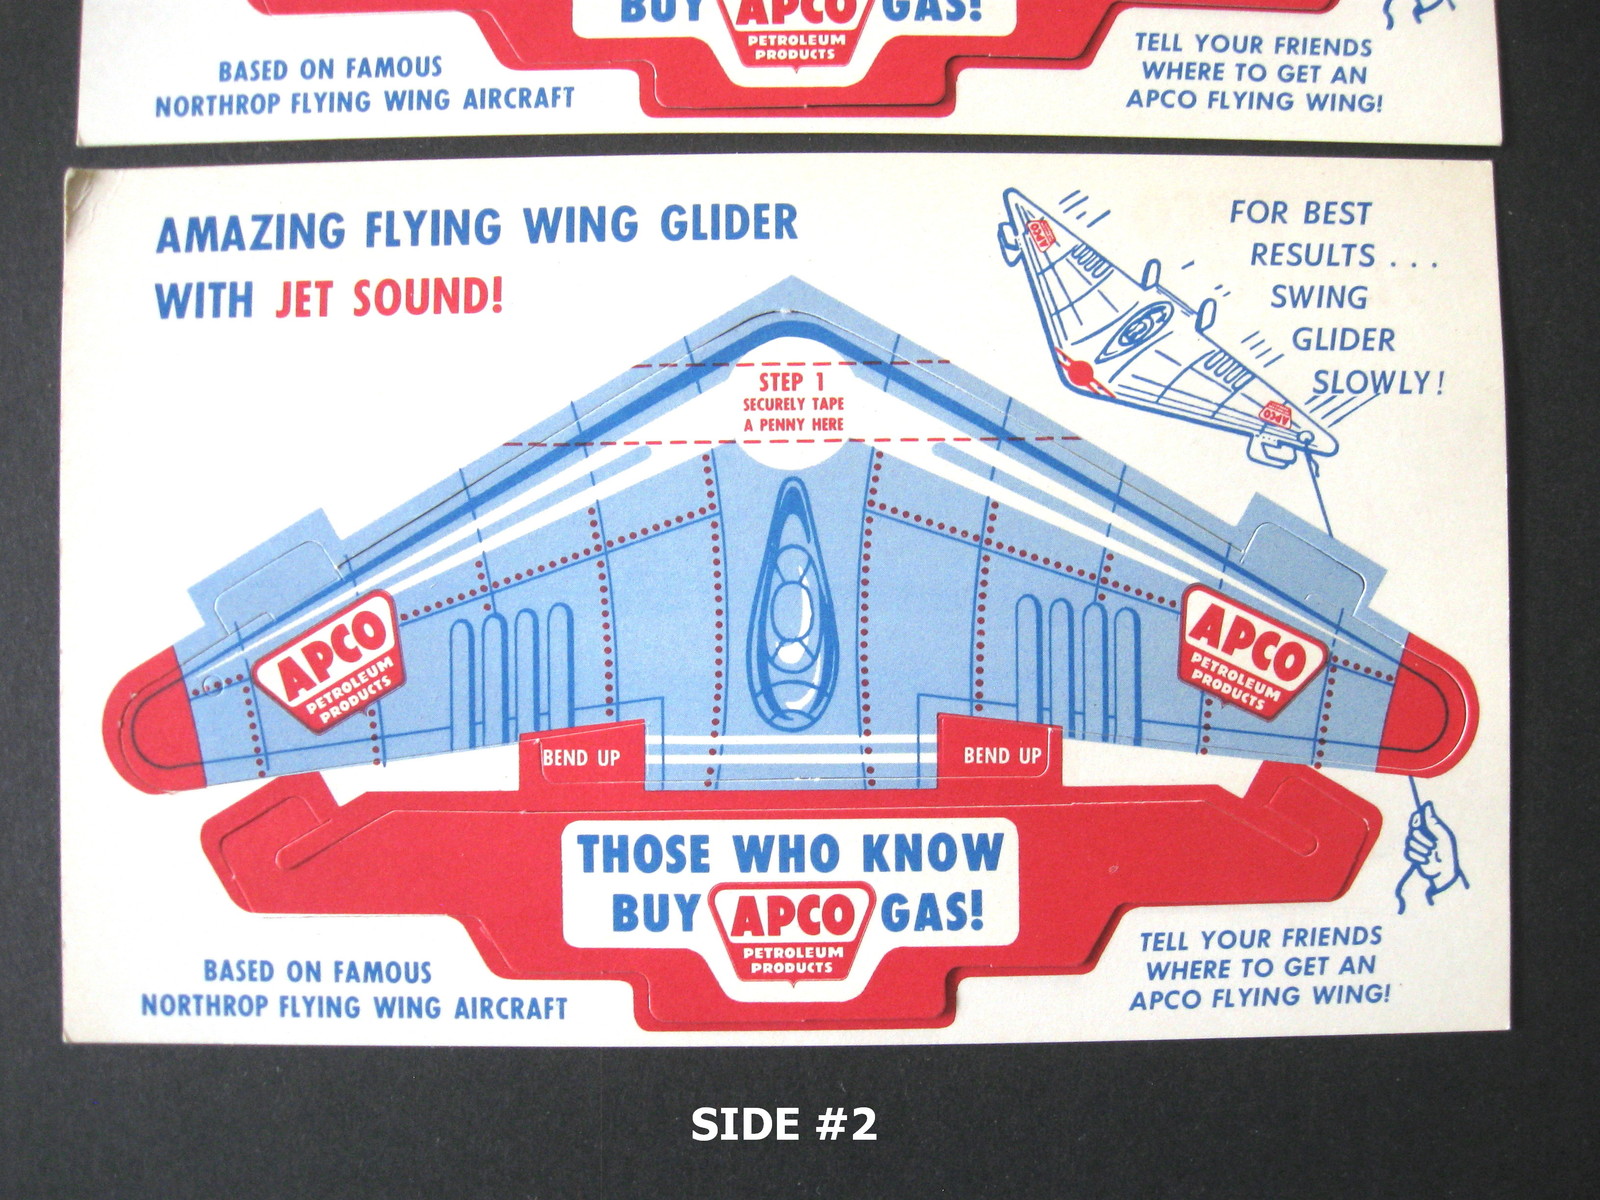 BUY APCO GAS!
PETROLEUM
PRODUCTS
BASED ON FAMOUS
NORTHROP FLYING WING AIRCRAFT
TELL YOUR FRIENDS
WHERE TO GET AN
APCO FLYING WING!
AMAZING FLYING WING GLIDER
WITH JET SOUND!
FOR BEST
RESULTS . . .
SWING
GLIDER
SLOWLY!
APCO
APCO
STEP 1
SECURELY TAPE
A PENNY HERE
APCO
PETROLEUM
PRODUCTS
APCO
PETROLEUM
PRODUCTS
BEND UP
BEND UP
THOSE WHO KNOW
BUY APCO GAS!
PETROLEUM
PRODUCTS
BASED ON FAMOUS
NORTHROP FLYING WING AIRCRAFT
TELL YOUR FRIENDS
WHERE TO GET AN
APCO FLYING WING!
SIDE #2